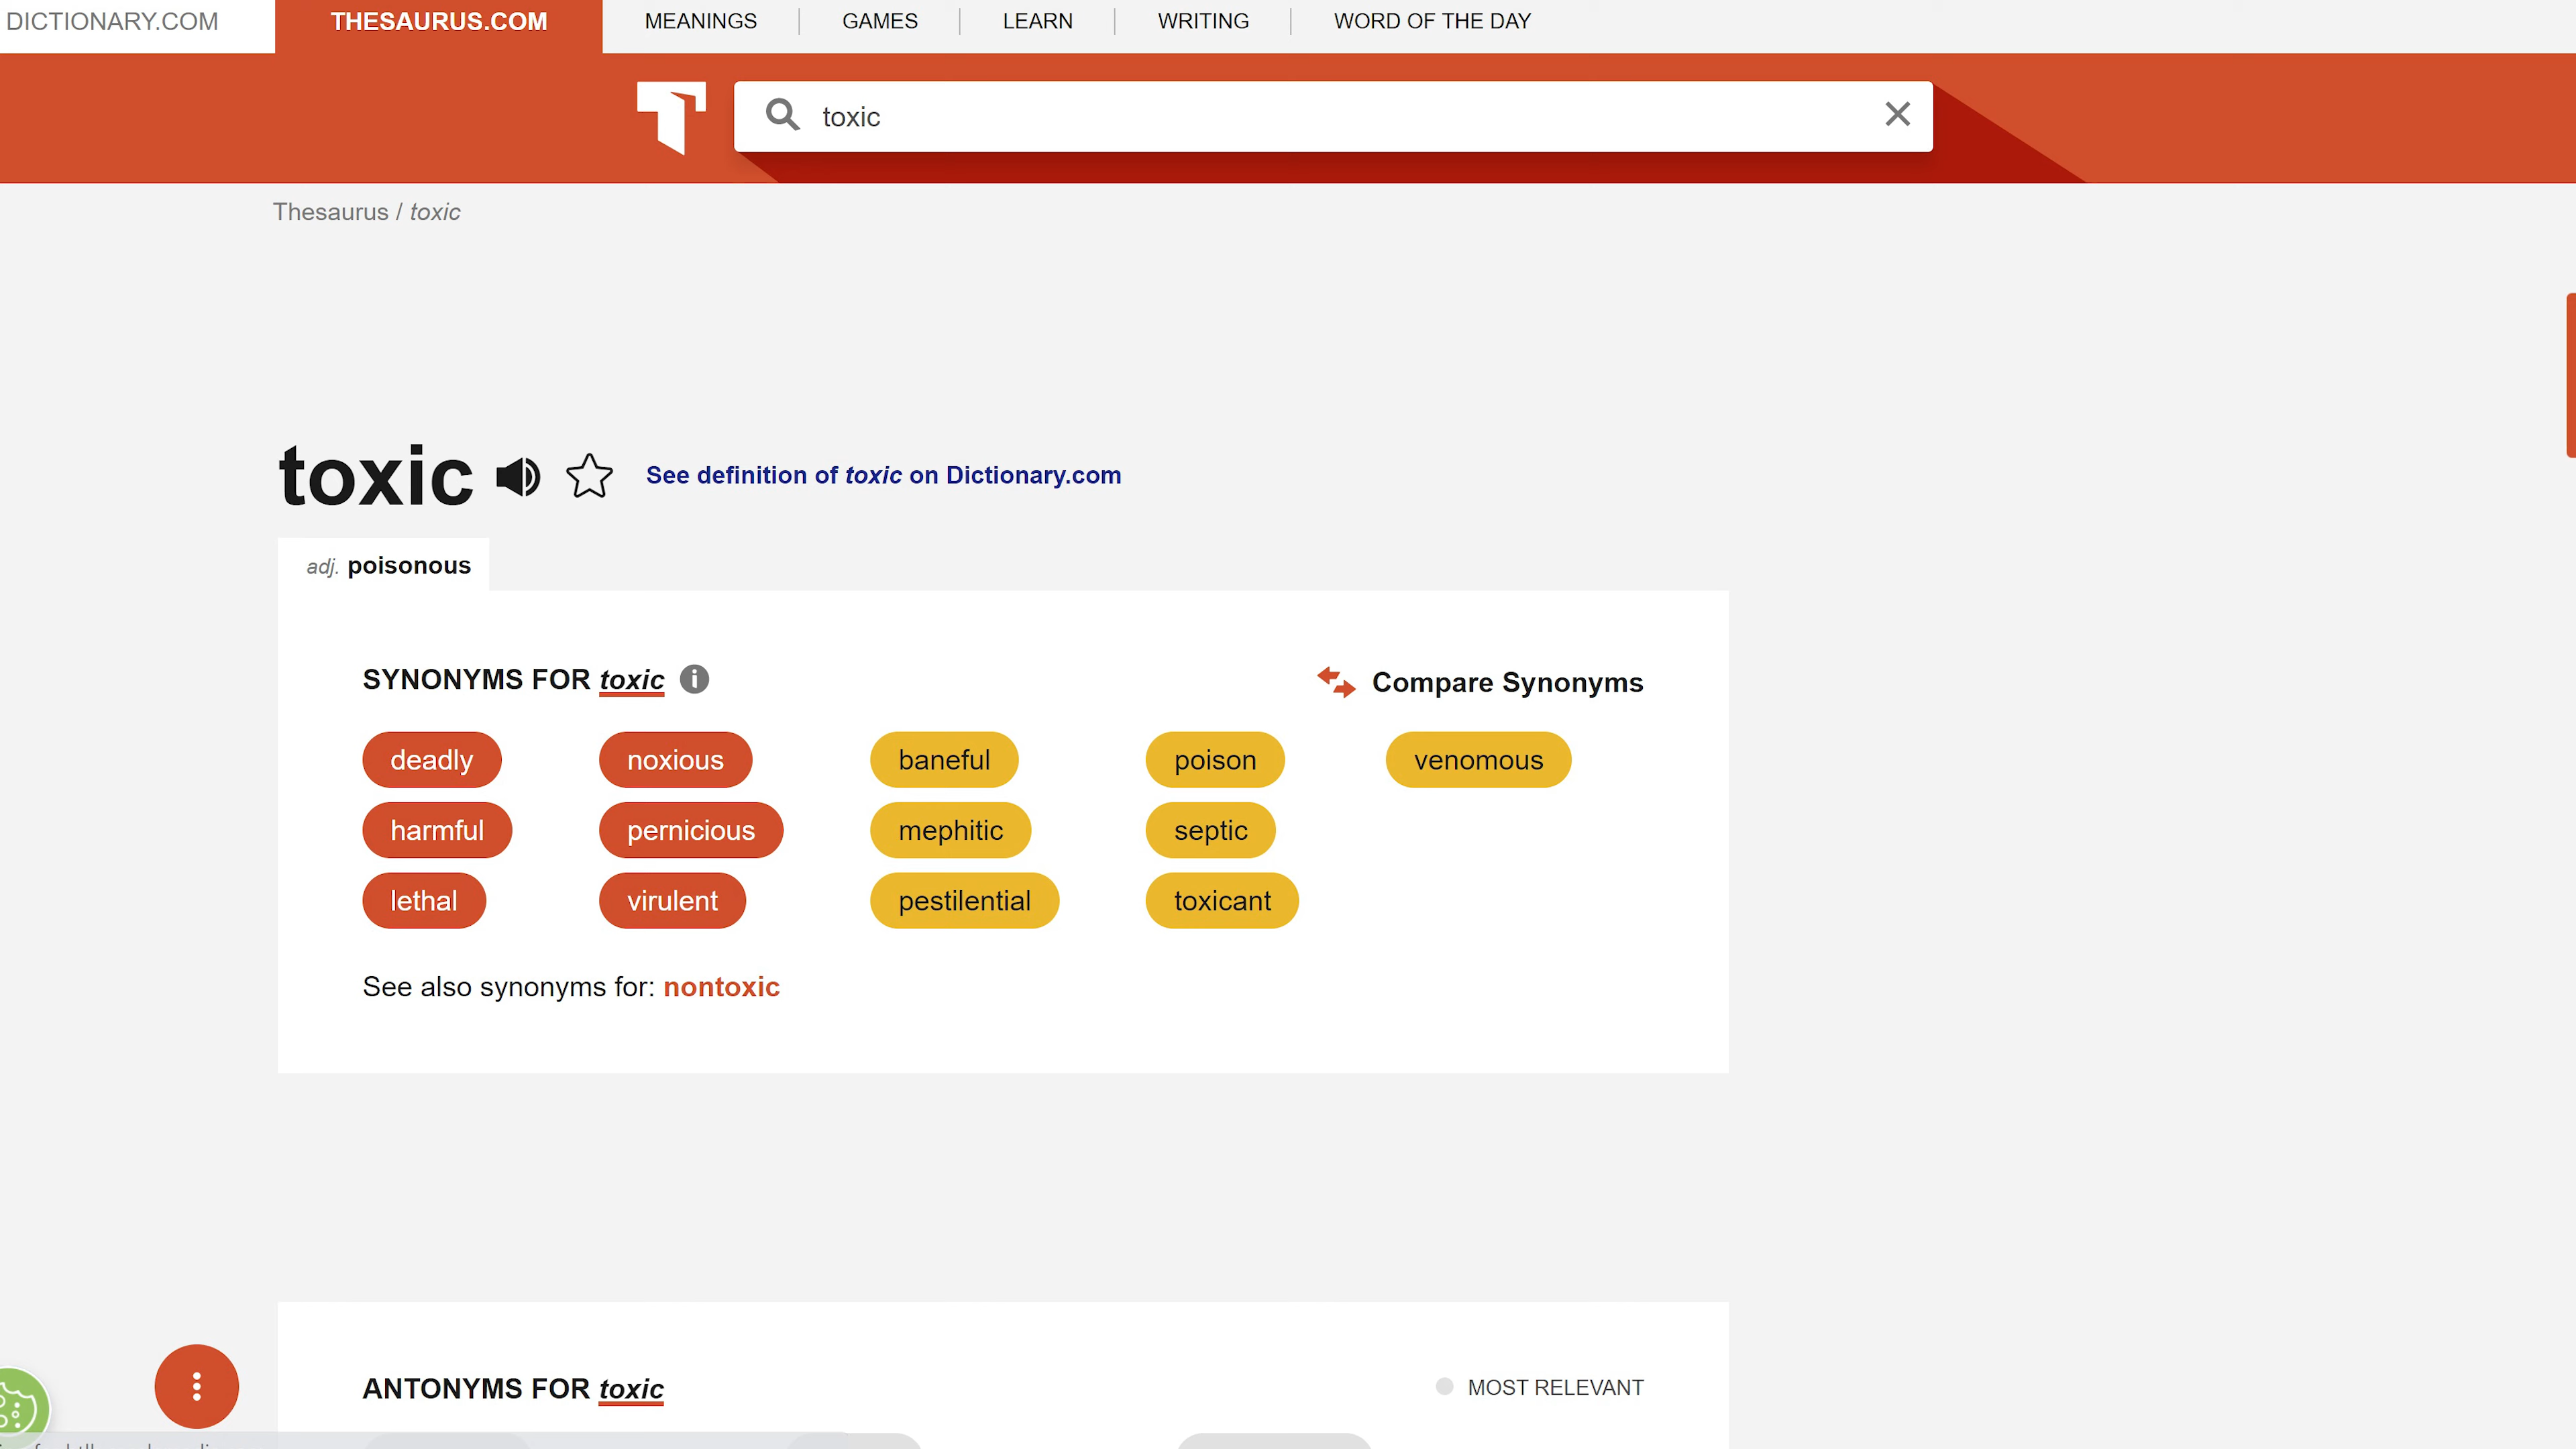 DICTIONARY.COM THESAURUS.COM MEANINGS GAMES LEARN WRITING WORD OF THE DAY
toxic
Thesaurus / toxic
toxic See definition of toxic on Dictionary.com
adj. poisonous
SYNONYMS FOR toxic Compare Synonyms
deadly noxious baneful poison venomous
harmful pernicious mephitic septic
lethal virulent pestilential toxicant
See also synonyms for: nontoxic
ANTONYMS FOR toxic MOST RELEVANT